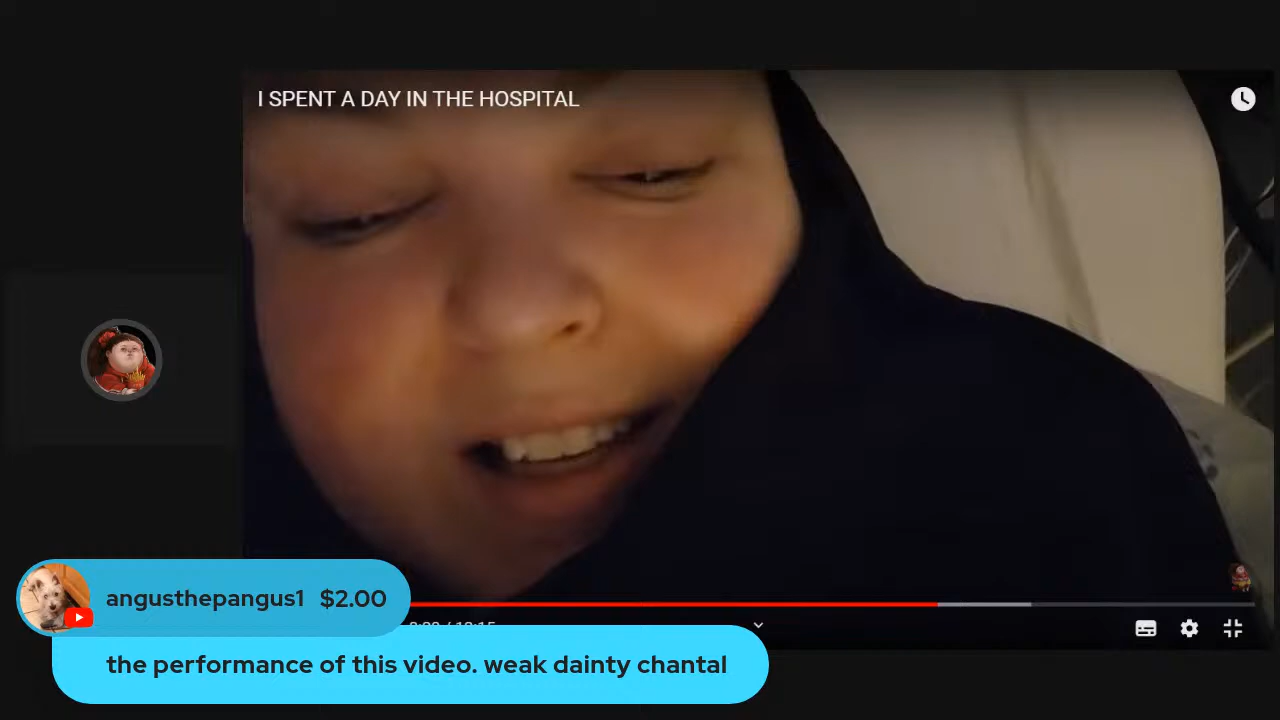 I SPENT A DAY IN THE HOSPITAL
angusthepangus1 $2.00
the performance of this video. weak dainty chantal